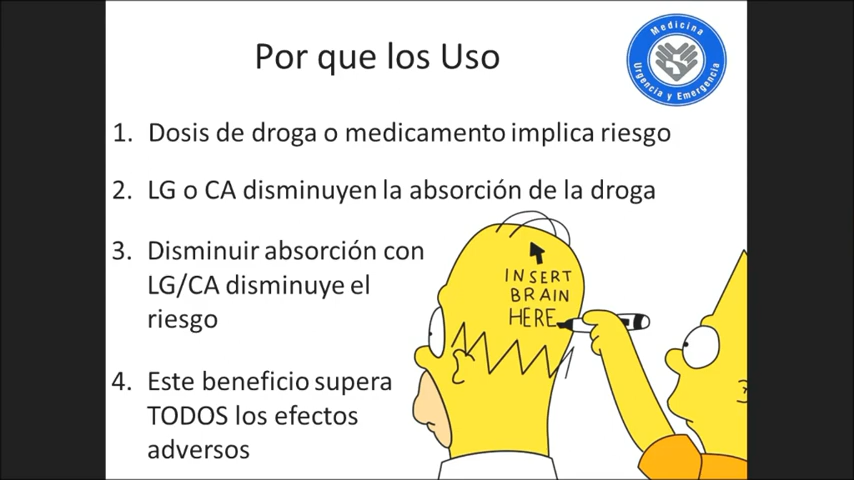 Por que los Uso
Medicina
Urgencia y Emergencia
1. Dosis de droga o medicamento implica riesgo
2. LG o CA disminuyen la absorción de la droga
3. Disminuir absorción con
LG/CA disminuye el
riesgo
4. Este beneficio supera
TODOS los efectos
adversos
INSERT
BRAIN
HERE